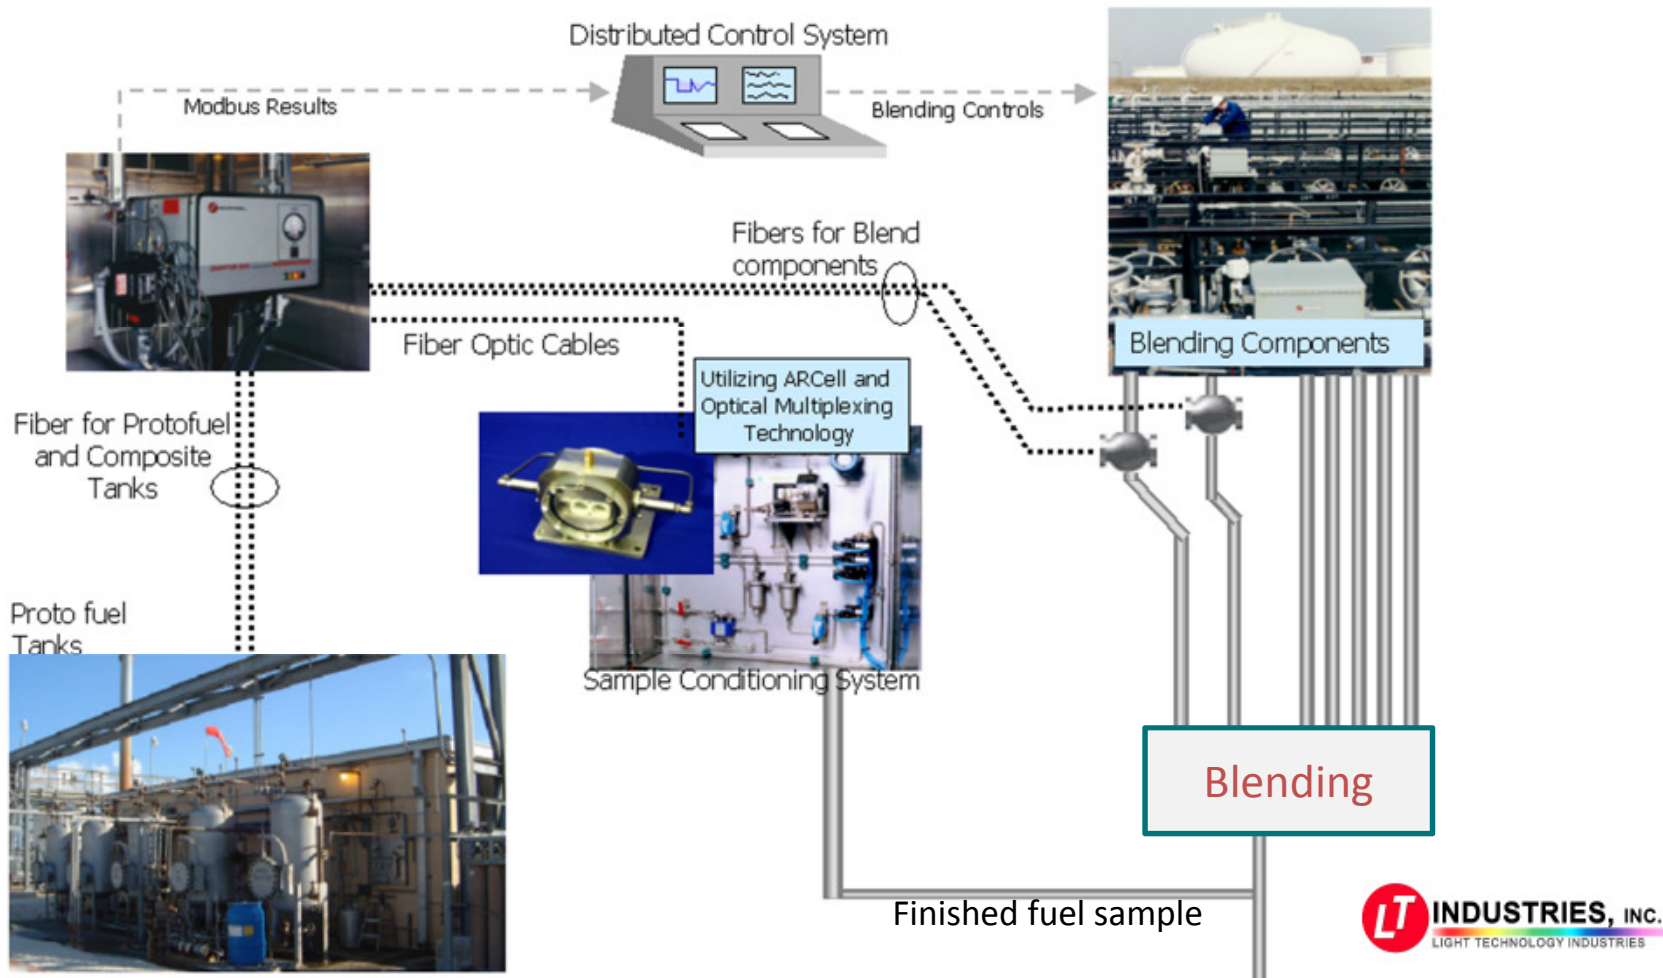 Distributed Control System
Modbus Results
Blending Controls
Fibers for Blend
components
Fiber Optic Cables
Blending Components
Utilizing ARCell and
Optical Multiplexing
Technology
Fiber for Protofuel
and Composite
Tanks
Proto fuel
Tanks
Sample Conditioning System
Blending
Finished fuel sample
LT INDUSTRIES, INC.
LIGHT TECHNOLOGY INDUSTRIES